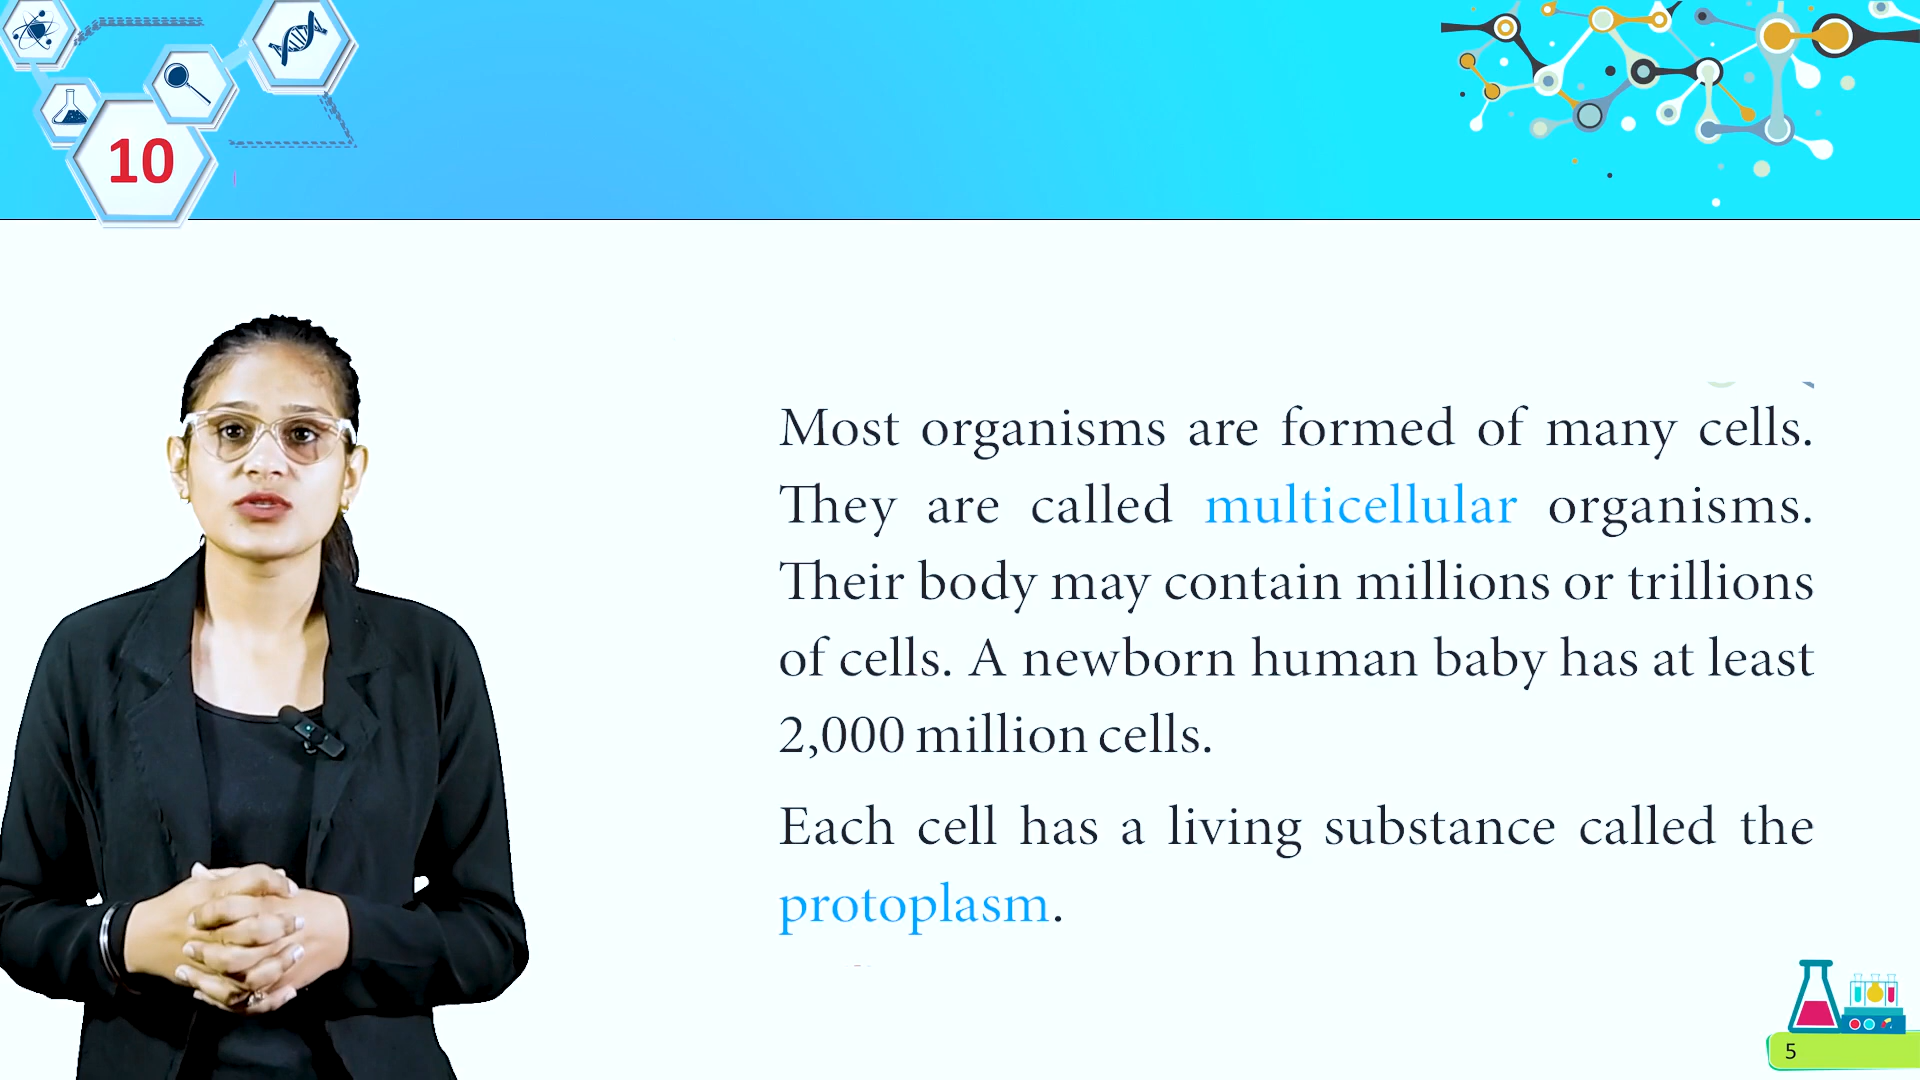 10
Most organisms are formed of many cells.
They are called multicellular organisms.
Their body may contain millions or trillions
of cells. A newborn human baby has at least
2,000 million cells.
Each cell has a living substance called the
protoplasm.
5